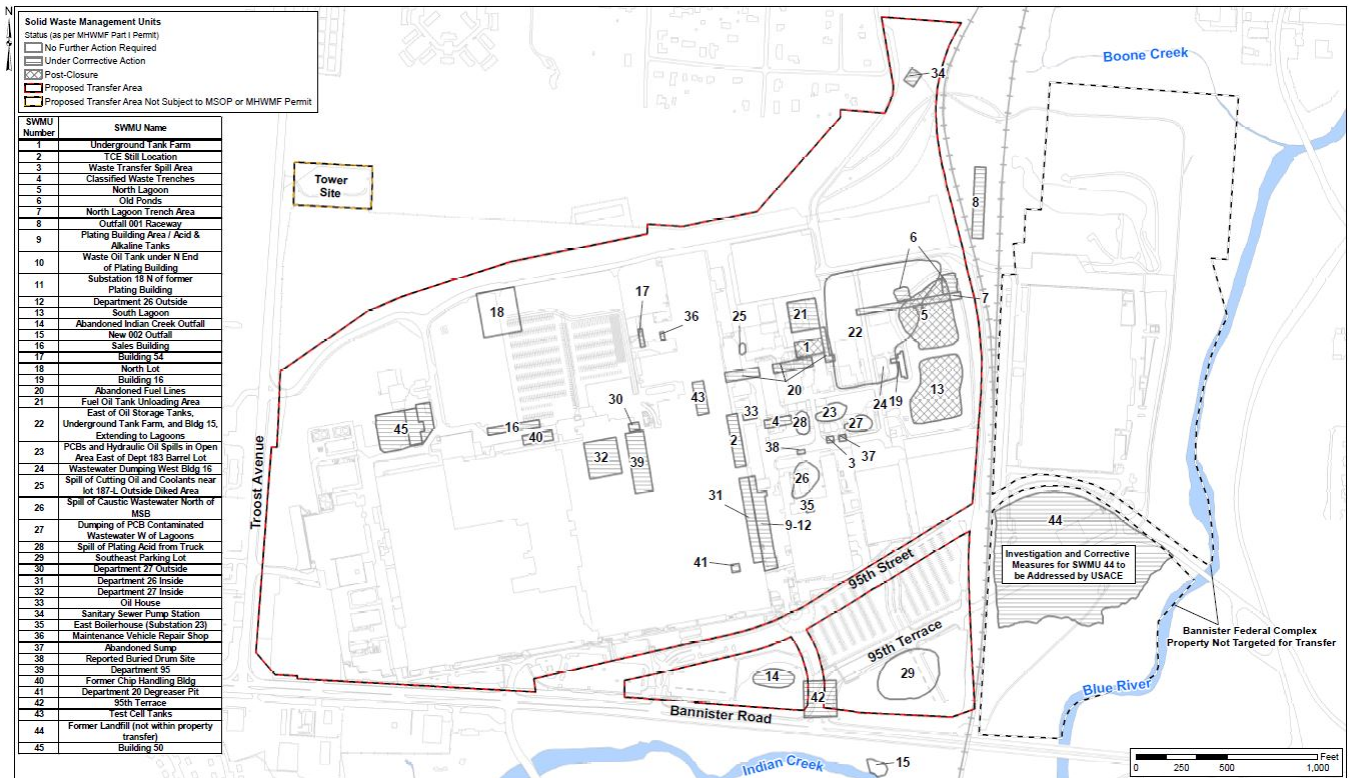 N
Solid Waste Management Units
Status (as per MHWMF Part I Permit)
No Further Action Required
Under Corrrective Action
Post-Closure
Proposed Transfer Area
Proposed Transfer Area Not Subject to MSOP or MHWMF Permit
SWMU Number SWMU Name
1 Underground Tank Farm
2 TCE Still Location
3 Waste Transfer Spill Area
4 Classified Waste Trenches
5 North Lagoon
6 Old Ponds
7 North Lagoon Trench Area
8 Outfall 001 Raceway
9 Plating Building Area / Acid &
Alkaline Tanks
10 Waste Oil Tank under N End
of Plating Building
11 Substation 18 N of former
Plating Building
12 Department 26 Outside
13 South Lagoon
14 Abandoned Indian Creek Outfall
15 New 002 Outfall
16 Sales Building
17 Building 54
18 North Lot
19 Building 16
20 Abandoned Fuel Lines
21 Fuel Oil Tank Unloading Area
22 East of Oil Storage Tanks,
Underground Tank Farm, and Bldg 15,
Extending to Lagoons
23 PCBs and Hydraulic Oil Spills in Open
Area East of Dept 183 Barrel Lot
24 Wastewater Dumping West Bldg 16
25 Spill of Cutting Oil and Coolants near
lot 187-L Outside Diked Area
26 Spill of Caustic Wastewater North of
MSB
27 Dumping of PCB Contaminated
Wastewater W of Lagoons
28 Spill of Plating Acid from Truck
29 Southeast Parking Lot
30 Department 27 Outside
31 Department 26 Inside
32 Department 27 Inside
33 Oil House
34 Sanitary Sewer Pump Station
35 East Boilerhouse (Substation 23)
36 Maintenance Vehicle Repair Shop
37 Abandoned Sump
38 Reported Buried Drum Site
39 Department 95
40 Former Chip Handling Bldg
41 Department 20 Degreaser Pit
42 95th Terrace
43 Test Cell Tanks
44 Former Landfill (not within property
transfer)
45 Building 50
Boone Creek
34
Tower
Site
8
6
7
17
36
25
21
22
5
18
1
20
13
24
19
43
30
33
4
28
23
27
45
16
40
2
38
3
37
32
39
26
35
31
9-12
41
Troost Avenue
95th Street
44
Investigation and Corrective
Measures for SWMU 44 to
be Addressed by USACE
95th Terrace
Bannister Federal Complex
Property Not Targeted for Transfer
14
29
42
Bannister Road
Blue River
Indian Creek
15
Feet
0 250 500 1,000